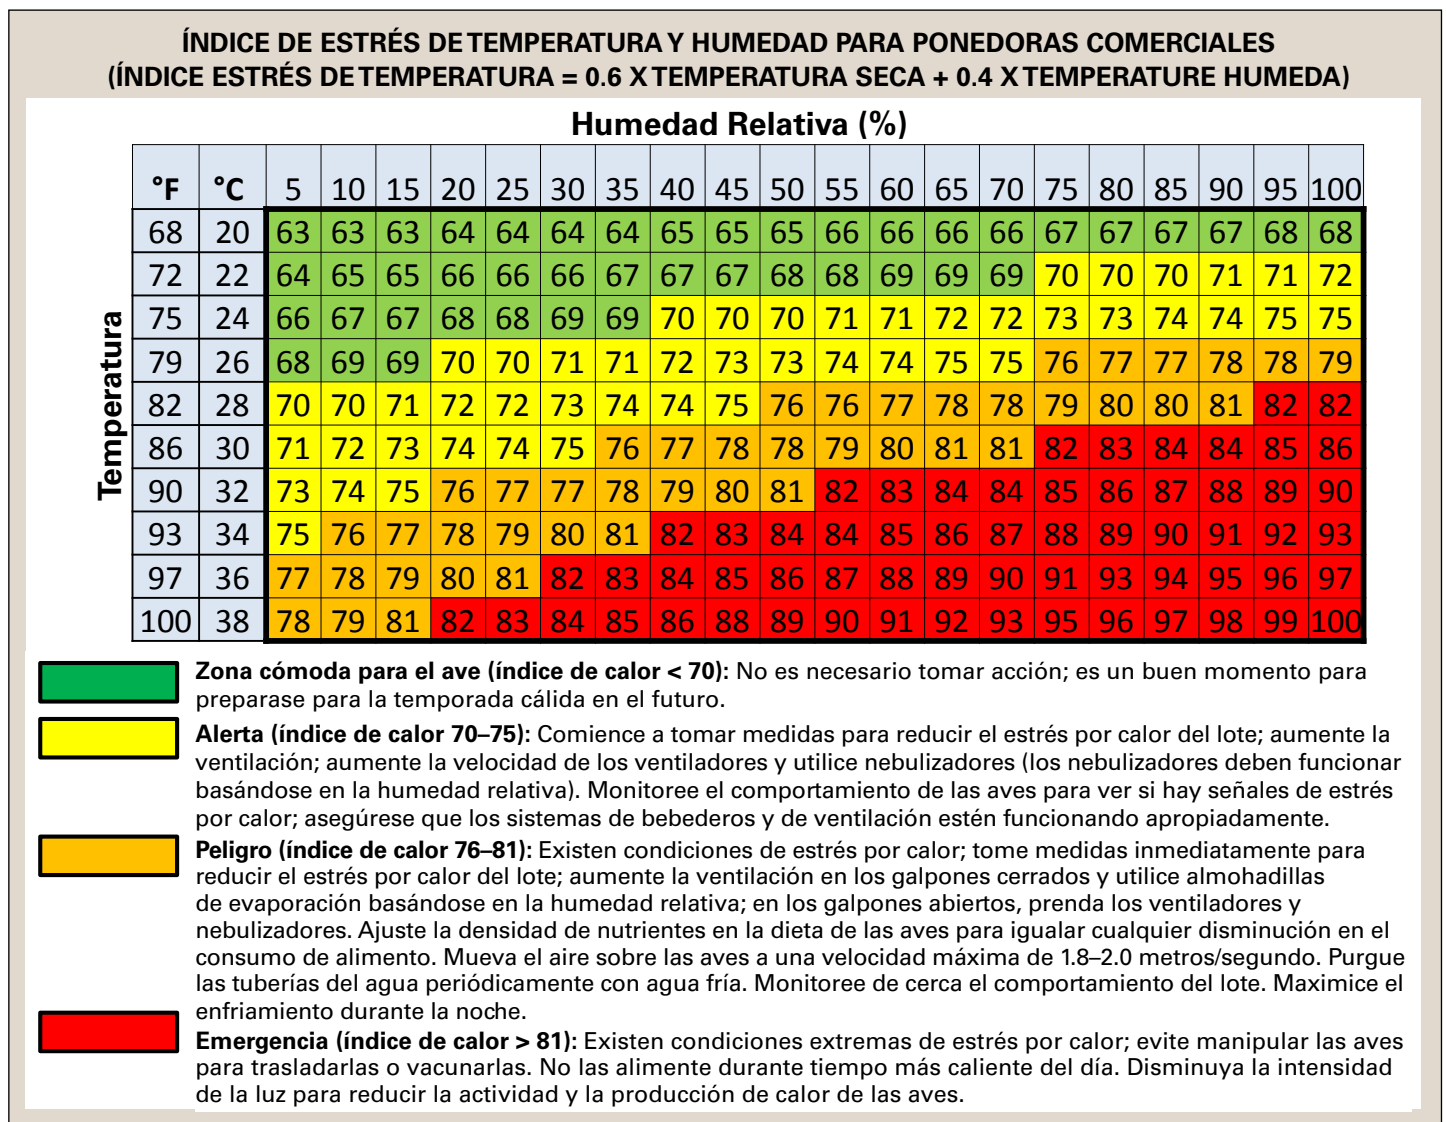 ÍNDICE DE ESTRÉS DE TEMPERATURA Y HUMEDAD PARA PONEDORAS COMERCIALES
(ÍNDICE ESTRÉS DE TEMPERATURA = 0.6 X TEMPERATURA SECA + 0.4 X TEMPERATURE HUMEDA)
Humedad Relativa (%)
°F °C 5 10 15 20 25 30 35 40 45 50 55 60 65 70 75 80 85 90 95 100
Temperatura
68 20 63 63 63 64 64 64 64 65 65 65 66 66 66 66 67 67 67 67 68 68
72 22 64 65 65 66 66 66 67 67 67 68 68 69 69 69 70 70 70 71 71 72
75 24 66 67 67 68 68 69 69 70 70 70 71 71 72 72 73 73 74 74 75 75
79 26 68 69 69 70 70 71 71 72 73 73 74 74 75 75 76 77 77 78 78 79
82 28 70 70 71 72 72 73 74 74 75 76 76 77 78 78 79 80 80 81 82 82
86 30 71 72 73 74 74 75 76 77 78 78 79 80 81 81 82 83 84 84 85 86
90 32 73 74 75 76 77 77 78 79 80 81 82 83 84 84 85 86 87 88 89 90
93 34 75 76 77 78 79 80 81 82 83 84 84 85 86 87 88 89 90 91 92 93
97 36 77 78 79 80 81 82 83 84 85 86 87 88 89 90 91 93 94 95 96 97
100 38 78 79 81 82 83 84 85 86 88 89 90 91 92 93 95 96 97 98 99 100
Zona cómoda para el ave (índice de calor < 70): No es necesario tomar acción; es un buen momento para
preparase para la temporada cálida en el futuro.
Alerta (índice de calor 70–75): Comience a tomar medidas para reducir el estrés por calor del lote; aumente la
ventilación; aumente la velocidad de los ventiladores y utilice nebulizadores (los nebulizadores deben funcionar
basándose en la humedad relativa). Monitoree el comportamiento de las aves para ver si hay señales de estrés
por calor; asegúrese que los sistemas de bebederos y de ventilación estén funcionando apropiadamente.
Peligro (índice de calor 76–81): Existen condiciones de estrés por calor; tome medidas inmediatamente para
reducir el estrés por calor del lote; aumente la ventilación en los galpones cerrados y utilice almohadillas
de evaporación basándose en la humedad relativa; en los galpones abiertos, prenda los ventiladores y
nebulizadores. Ajuste la densidad de nutrientes en la dieta de las aves para igualar cualquier disminución en el
consumo de alimento. Mueva el aire sobre las aves a una velocidad máxima de 1.8–2.0 metros/segundo. Purgue
las tuberías del agua periódicamente con agua fría. Monitoree de cerca el comportamiento del lote. Maximice el
enfriamiento durante la noche.
Emergencia (índice de calor > 81): Existen condiciones extremas de estrés por calor; evite manipular las aves
para trasladarlas o vacunarlas. No las alimente durante tiempo más caliente del día. Disminuya la intensidad
de la luz para reducir la actividad y la producción de calor de las aves.